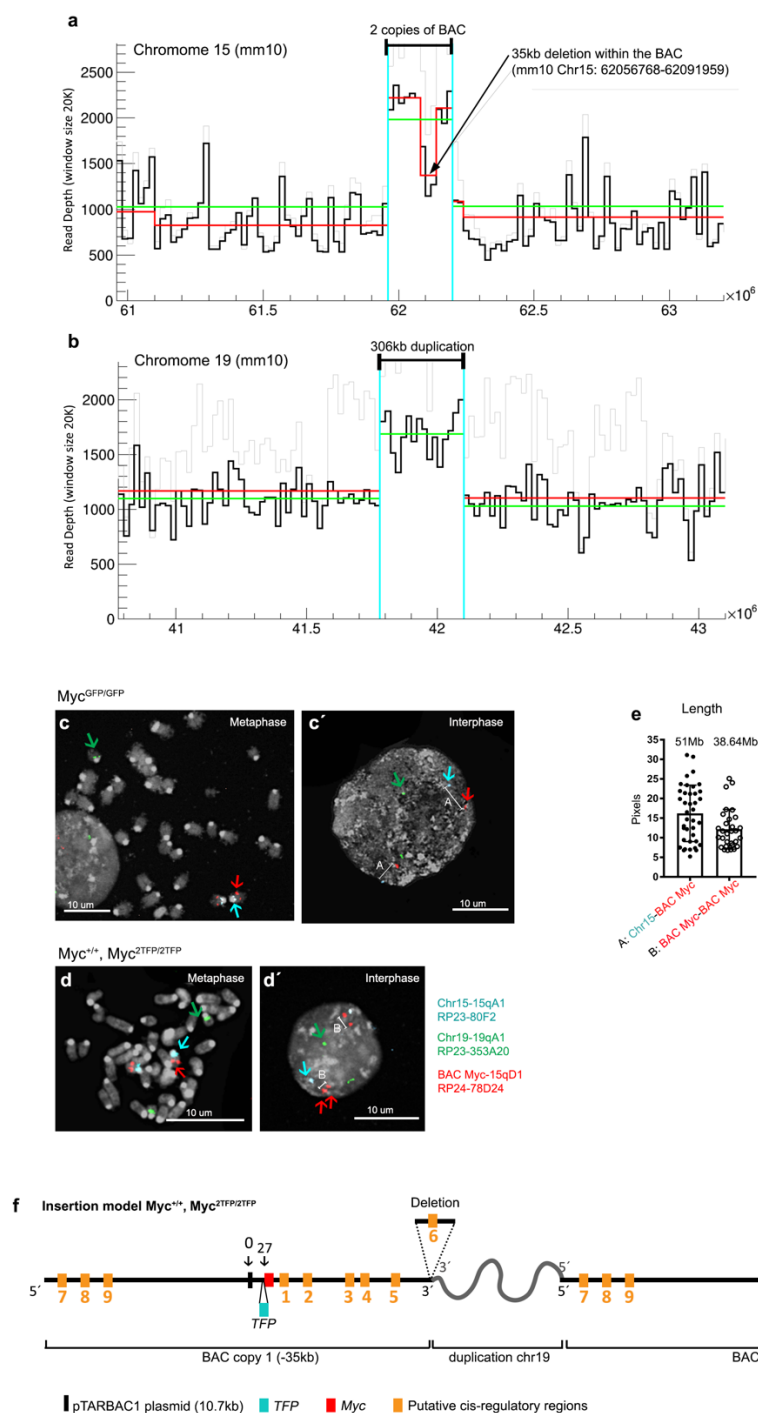 a
2 copies of BAC
Chromome 15 (mm10)
35kb deletion within the BAC
(mm10 Chr15: 62056768-62091959)
Read Depth (window size 20K)
2500
2000
1500
1000
500
0
61 61.5 62 62.5 63 ×10⁶
b
306kb duplication
Chromome 19 (mm10)
Read Depth (window size 20K)
2000
1500
1000
500
0
41 41.5 42 42.5 43 ×10⁶
Myc^GFP/GFP
c Metaphase
10 um
c´ Interphase
A
A
10 um
e
Length
51Mb 38.64Mb
Pixels
35
30
25
20
15
10
5
0
A: Chr15-BAC Myc
B: BAC Myc-BAC Myc
Myc^+/+, Myc^2TFP/2TFP
d Metaphase
10 um
d´ Interphase
B
B
10 um
Chr15-15qA1
RP23-80F2
Chr19-19qA1
RP23-353A20
BAC Myc-15qD1
RP24-78D24
f Insertion model Myc^+/+, Myc^2TFP/2TFP
Deletion
6
0 27
3´ 5´
5´ 3´ 5´
7 8 9 1 2 3 4 5 7 8 9
TFP
BAC copy 1 (-35kb) duplication chr19 BAC
pTARBAC1 plasmid (10.7kb) TFP Myc Putative cis-regulatory regions